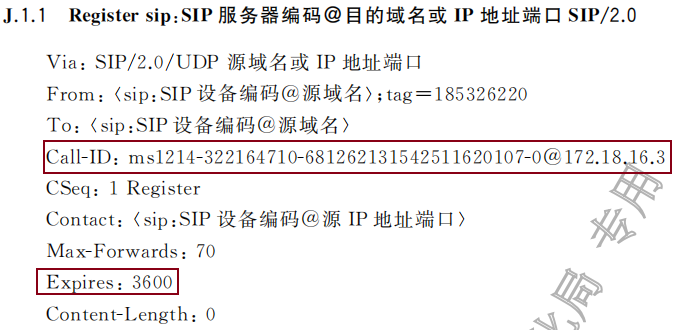 J.1.1 Register sip:SIP 服务器编码@目的域名或 IP 地址端口 SIP/2.0
Via: SIP/2.0/UDP 源域名或 IP 地址端口
From:〈sip:SIP 设备编码@源域名〉;tag=185326220
To:〈sip:SIP 设备编码@源域名〉
Call-ID: ms1214-322164710-681262131542511620107-0@172.18.16.3
CSeq: 1 Register
Contact:〈sip:SIP 设备编码@源 IP 地址端口〉
Max-Forwards: 70
Expires: 3600
Content-Length: 0
局 专用